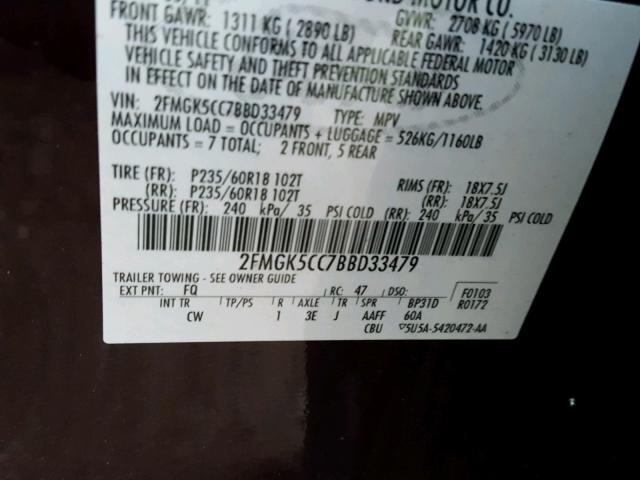 MOTOR CO.
FRONT GAWR: 1311 KG ( 2890 LB) GVWR: 2708 KG ( 5970 LB)
REAR GAWR: 1420 KG ( 3130 LB)
THIS VEHICLE CONFORMS TO ALL APPLICABLE FEDERAL MOTOR
VEHICLE SAFETY AND THEFT PREVENTION STANDARDS
IN EFFECT ON THE DATE OF MANUFACTURE SHOWN ABOVE.
VIN: 2FMGK5CC7BBD33479 TYPE: MPV
MAXIMUM LOAD = OCCUPANTS + LUGGAGE = 526KG/1160LB
OCCUPANTS = 7 TOTAL; 2 FRONT, 5 REAR
TIRE (FR): P235/60R18 102T RIMS (FR): 18X7.5J
(RR): P235/60R18 102T (RR): 18X7.5J
PRESSURE (FR): 240 kPa/ 35 PSI COLD (RR): 240 kPa/ 35 PSI COLD
2FMGK5CC7BBD33479
TRAILER TOWING - SEE OWNER GUIDE
EXT PNT: FQ RC: 47 DSO: F0103
INT TR TP/PS R AXLE TR SPR BP31D R0172
CW 1 3E J AAFF 60A
CBU 5U5A-5420472-AA